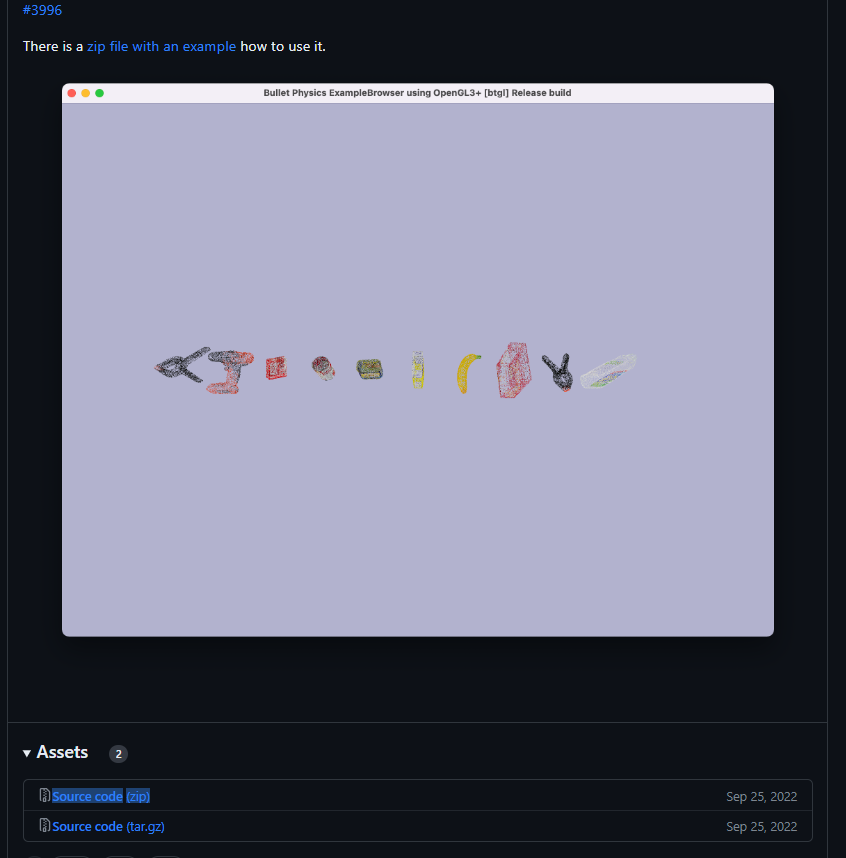 #3996
There is a zip file with an example how to use it.
Bullet Physics ExampleBrowser using OpenGL3+ [btgl] Release build
Assets 2
Source code (zip) Sep 25, 2022
Source code (tar.gz) Sep 25, 2022